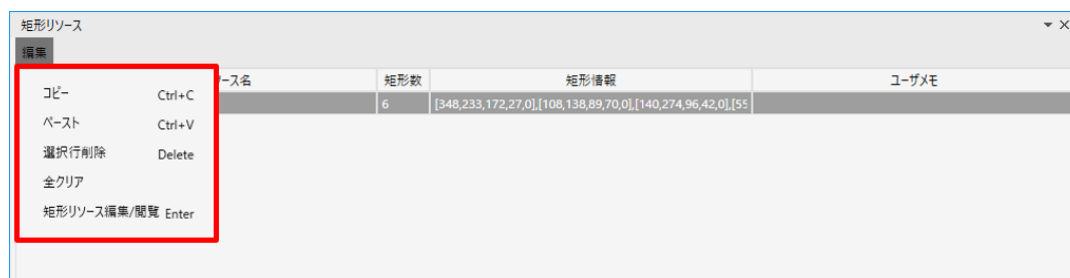 矩形リソース
編集
ース名 矩形数 矩形情報 ユーザメモ
6 [348,233,172,27,0],[108,138,89,70,0],[140,274,96,42,0],[55
コピー Ctrl+C
ペースト Ctrl+V
選択行削除 Delete
全クリア
矩形リソース編集/閲覧 Enter